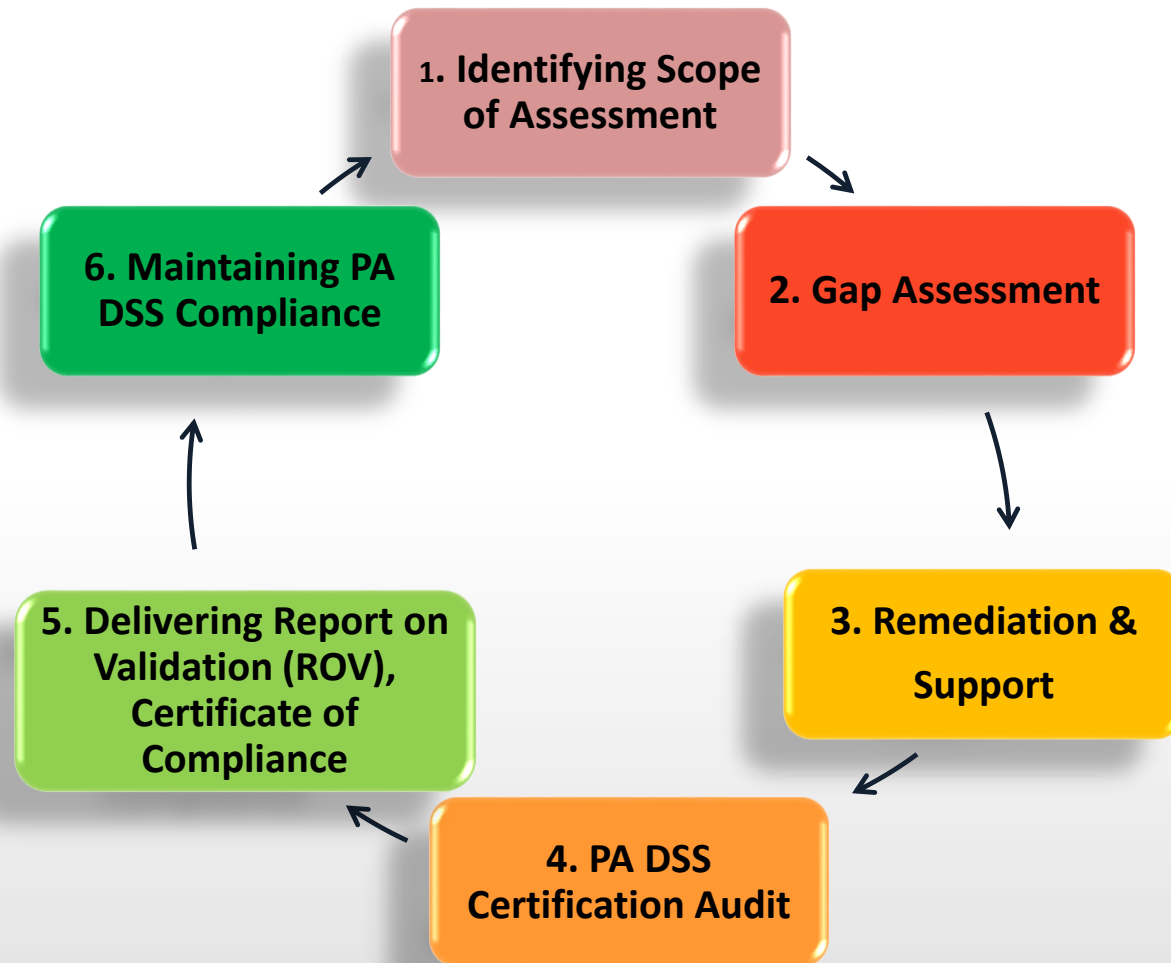 1. Identifying Scope
of Assessment
2. Gap Assessment
3. Remediation &
Support
4. PA DSS
Certification Audit
5. Delivering Report on
Validation (ROV),
Certificate of
Compliance
6. Maintaining PA
DSS Compliance